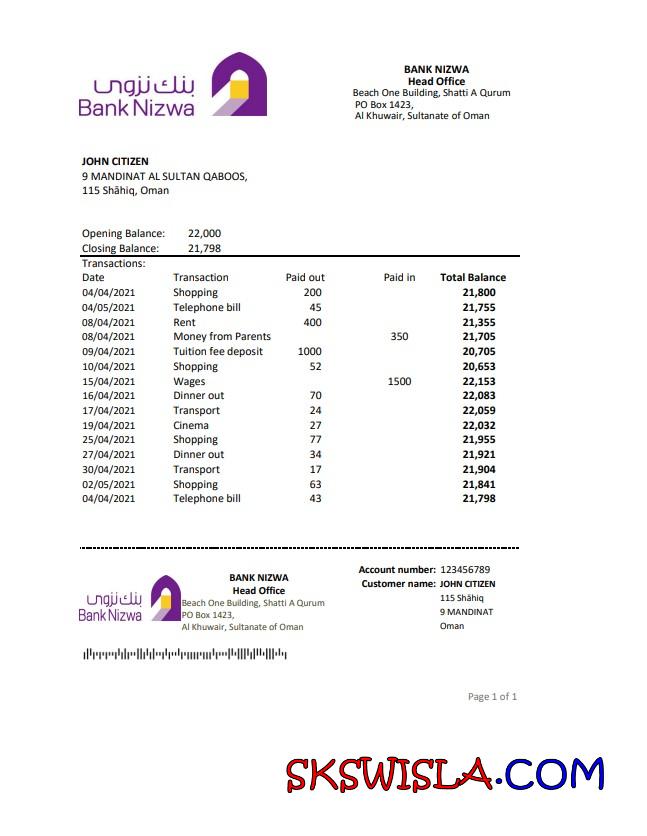 بنك نزوى
Bank Nizwa
BANK NIZWA
Head Office
Beach One Building, Shatti A Qurum
PO Box 1423,
Al Khuwair, Sultanate of Oman
JOHN CITIZEN
9 MANDINAT AL SULTAN QABOOS,
115 Shāhiq, Oman
Opening Balance: 22,000
Closing Balance: 21,798
Transactions:
Date Transaction Paid out Paid in Total Balance
04/04/2021 Shopping 200 21,800
04/05/2021 Telephone bill 45 21,755
08/04/2021 Rent 400 21,355
08/04/2021 Money from Parents 350 21,705
09/04/2021 Tuition fee deposit 1000 20,705
10/04/2021 Shopping 52 20,653
15/04/2021 Wages 1500 22,153
16/04/2021 Dinner out 70 22,083
17/04/2021 Transport 24 22,059
19/04/2021 Cinema 27 22,032
25/04/2021 Shopping 77 21,955
27/04/2021 Dinner out 34 21,921
30/04/2021 Transport 17 21,904
02/05/2021 Shopping 63 21,841
04/04/2021 Telephone bill 43 21,798
بنك نزوى
Bank Nizwa
BANK NIZWA
Head Office
Beach One Building, Shatti A Qurum
PO Box 1423,
Al Khuwair, Sultanate of Oman
Account number: 123456789
Customer name: JOHN CITIZEN
115 Shāhiq
9 MANDINAT
Oman
Page 1 of 1
SKSWISLA.COM